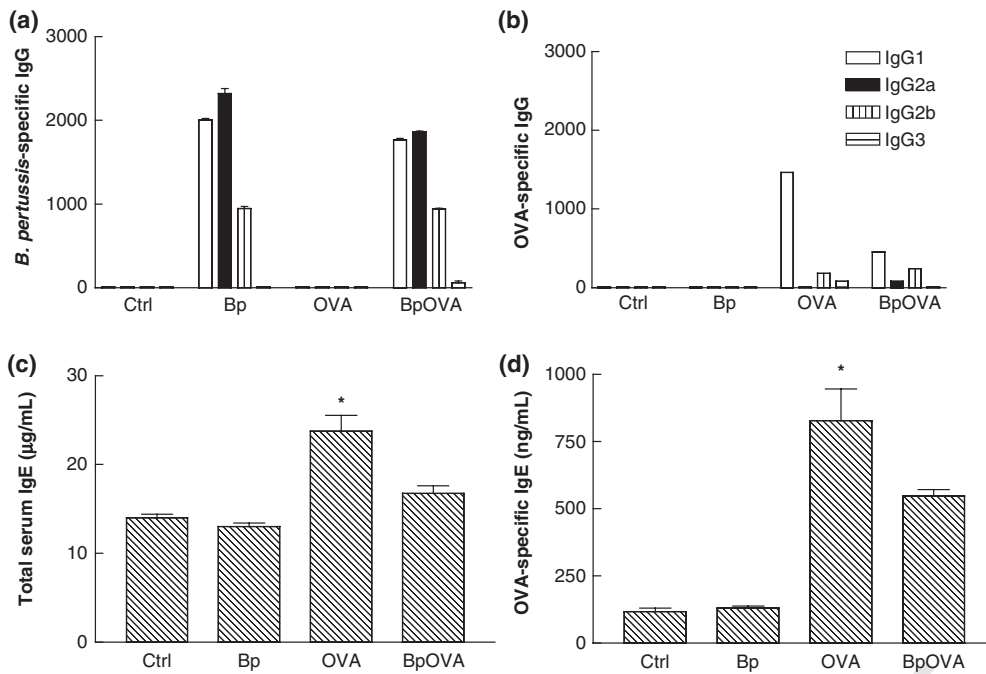 (a)
B. pertussis-specific IgG
3000
2000
1000
0
Ctrl Bp OVA BpOVA
(b)
OVA-specific IgG
3000
2000
1000
0
Ctrl Bp OVA BpOVA
IgG1
IgG2a
IgG2b
IgG3
(c)
Total serum IgE (µg/mL)
30
20
10
0
*
Ctrl Bp OVA BpOVA
(d)
OVA-specific IgE (ng/mL)
1000
750
500
250
0
*
Ctrl Bp OVA BpOVA